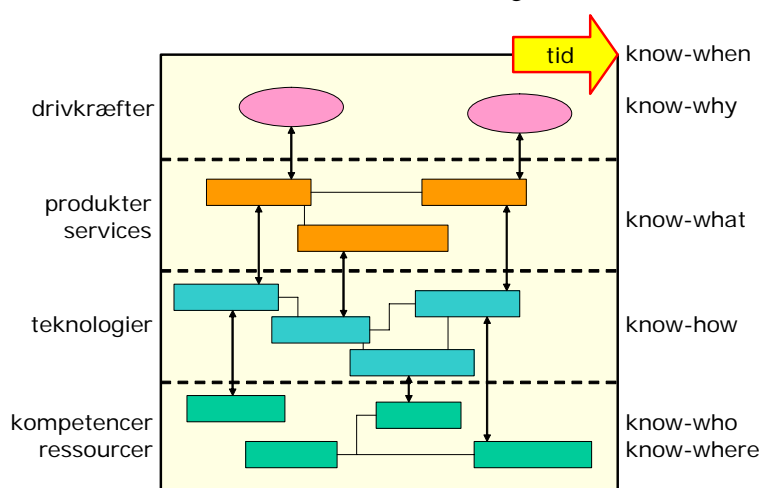 tid
know-when
drivkræfter
know-why
produkter
services
know-what
teknologier
know-how
kompetencer
ressourcer
know-who
know-where